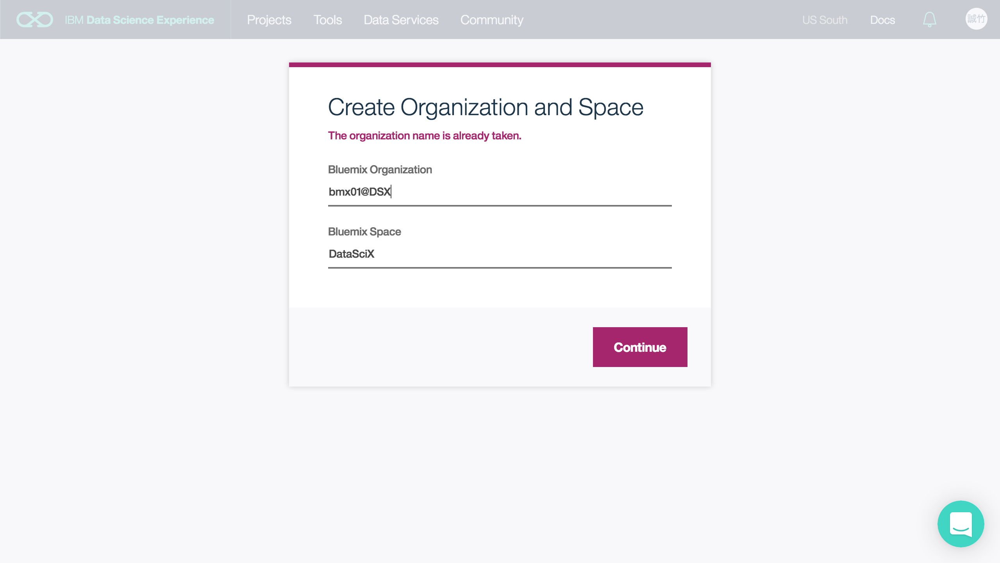 IBM Data Science Experience
Projects
Tools
Data Services
Community
US South
Docs
誠竹
Create Organization and Space
The organization name is already taken.
Bluemix Organization
bmx01@DSX
Bluemix Space
DataSciX
Continue